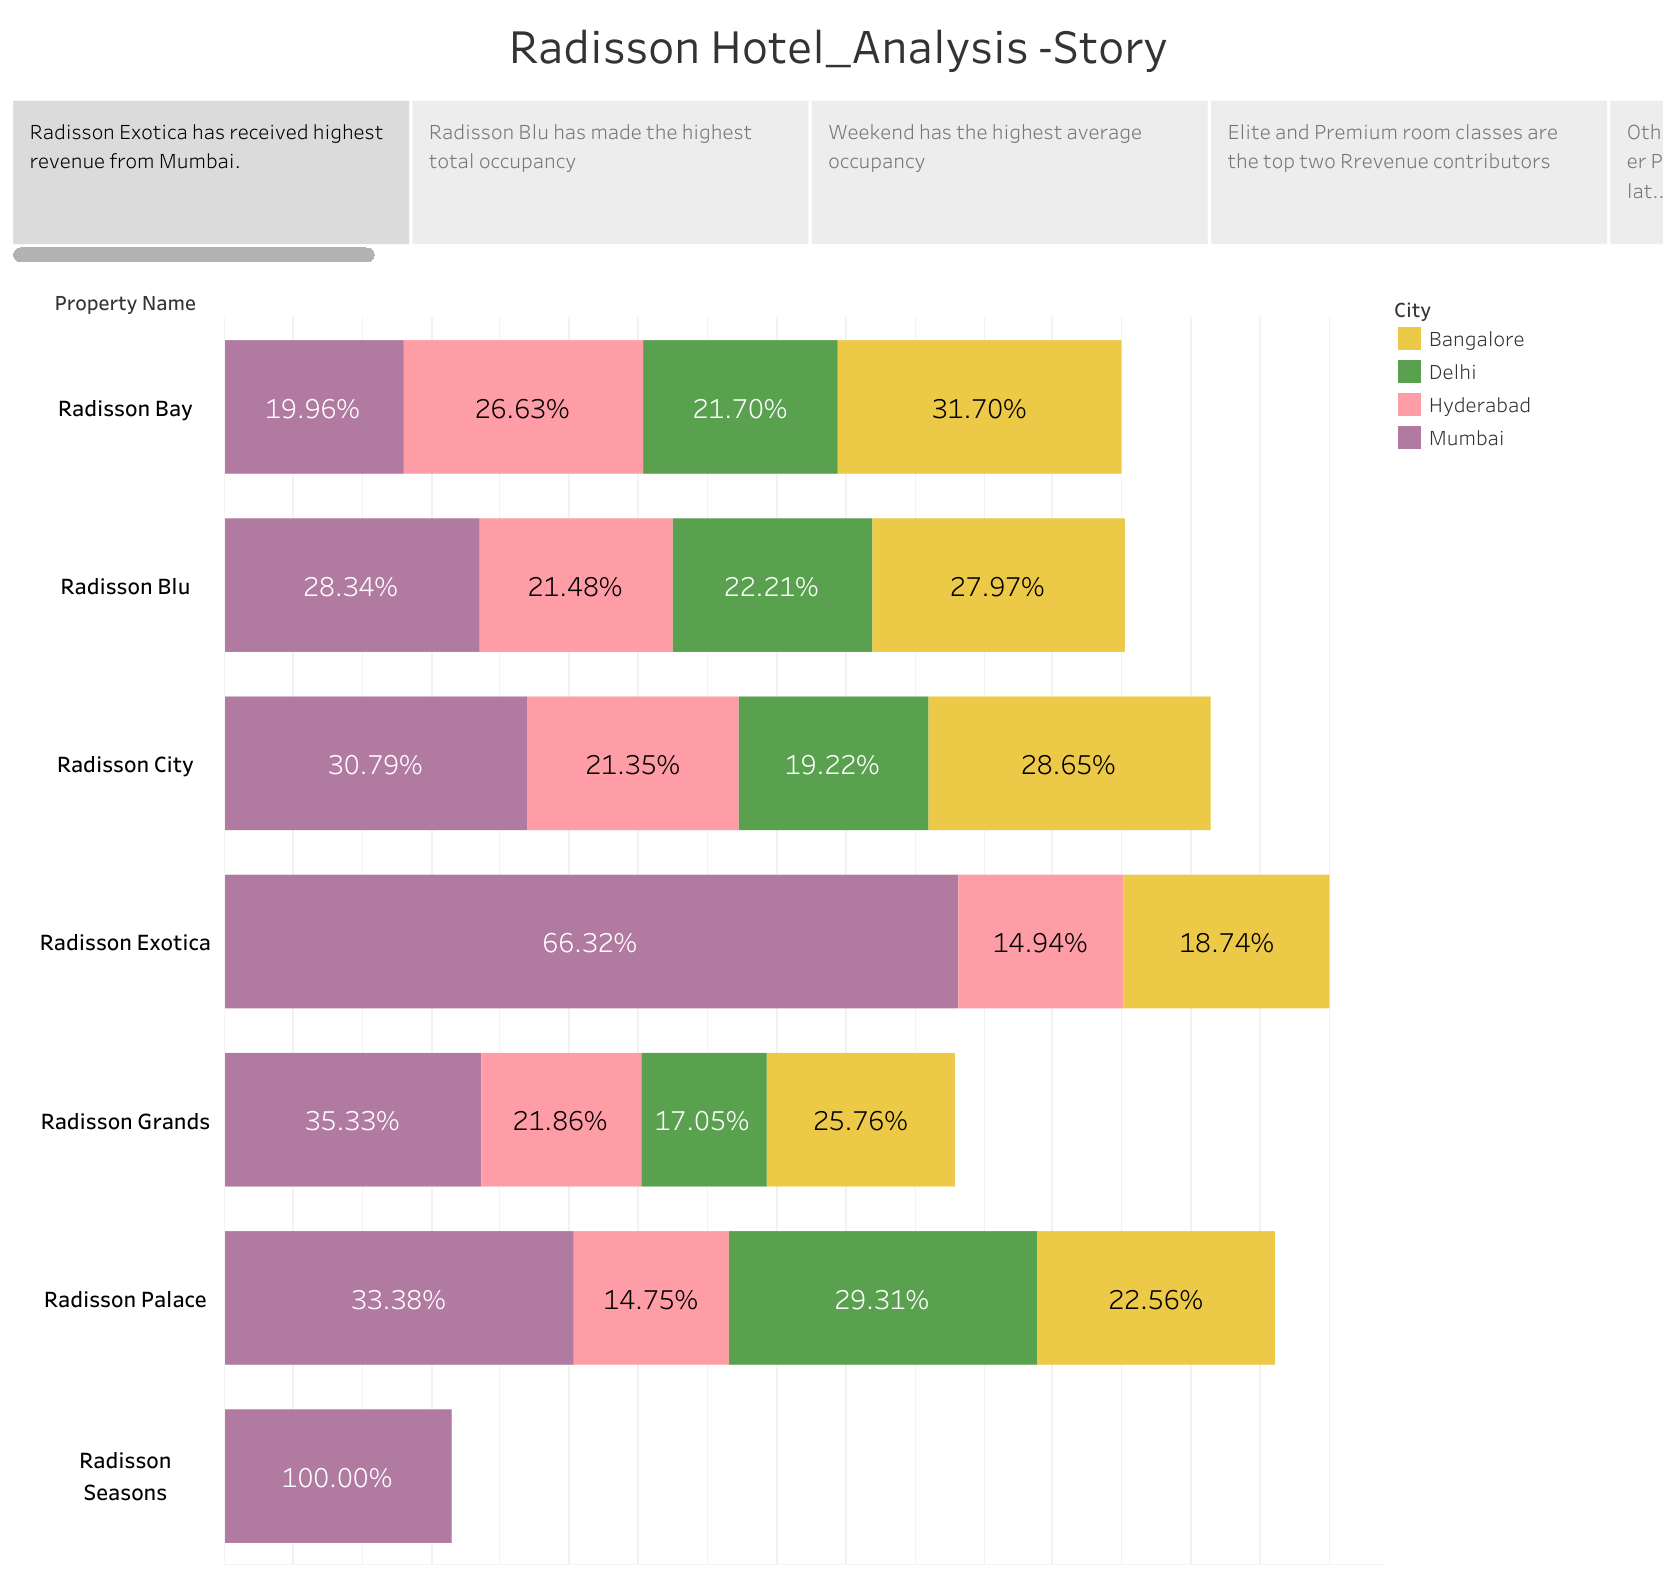 Radisson Hotel_Analysis -Story
Radisson Exotica has received highest
revenue from Mumbai.
Radisson Blu has made the highest
total occupancy
Weekend has the highest average
occupancy
Elite and Premium room classes are
the top two Rrevenue contributors
Oth
er P
lat..
Property Name
City
Bangalore
Delhi
Hyderabad
Mumbai
Radisson Bay
19.96%
26.63%
21.70%
31.70%
Radisson Blu
28.34%
21.48%
22.21%
27.97%
Radisson City
30.79%
21.35%
19.22%
28.65%
Radisson Exotica
66.32%
14.94%
18.74%
Radisson Grands
35.33%
21.86%
17.05%
25.76%
Radisson Palace
33.38%
14.75%
29.31%
22.56%
Radisson
Seasons
100.00%